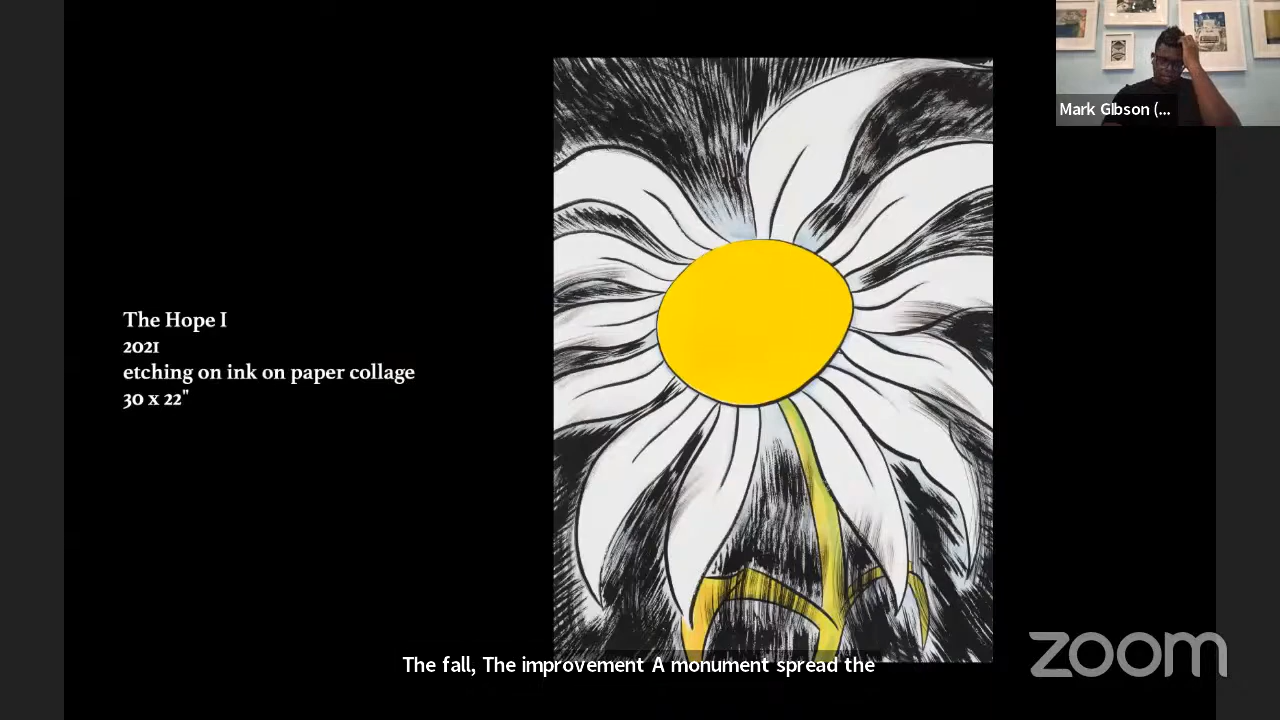 Mark GIbson (...
The Hope I
2021
etching on ink on paper collage
30 x 22"
The fall, The improvement A monument spread the
zoom